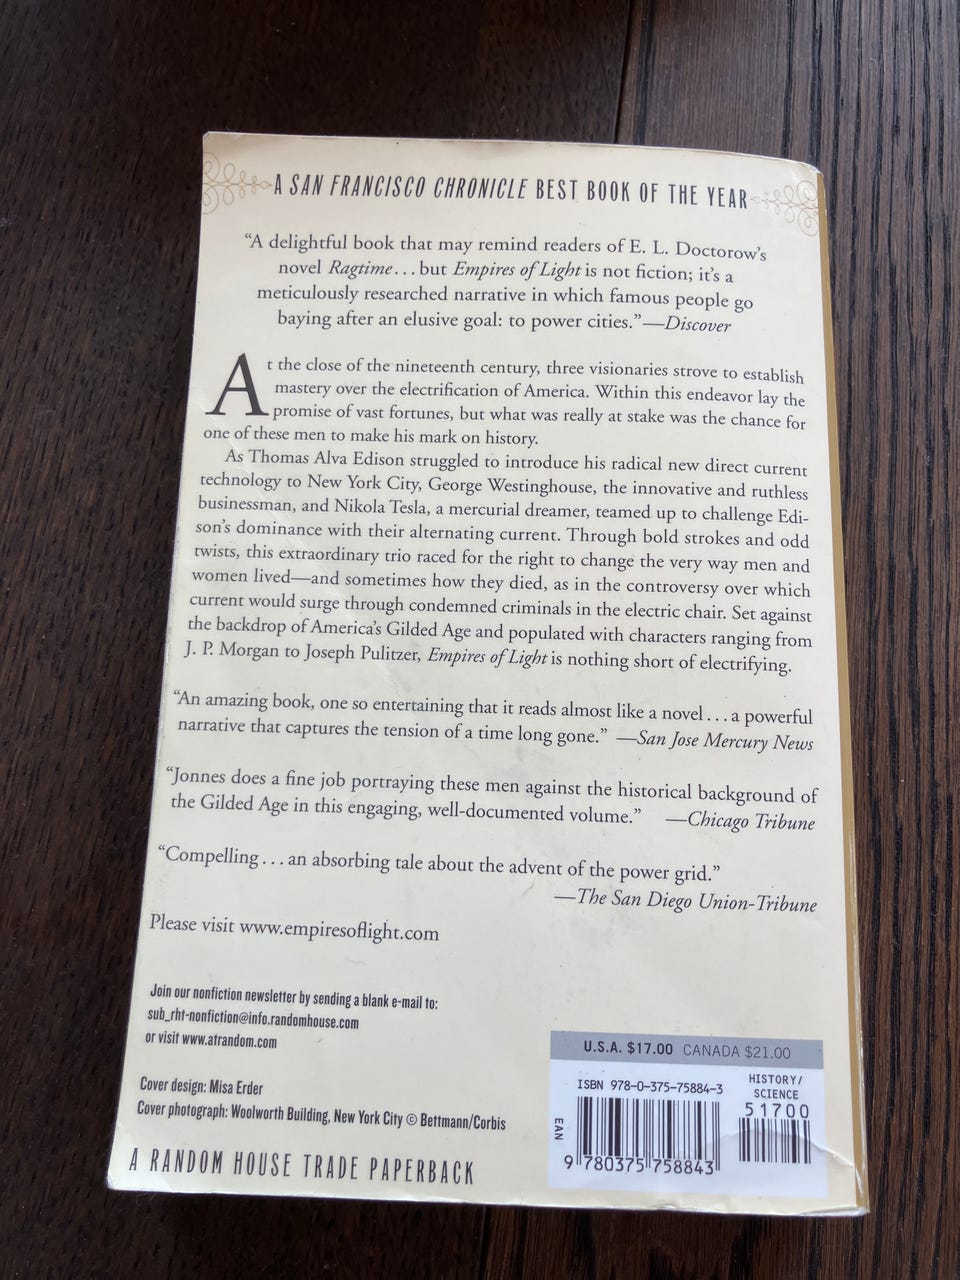 A SAN FRANCISCO CHRONICLE BEST BOOK OF THE YEAR
“A delightful book that may remind readers of E. L. Doctorow’s
novel Ragtime . . . but Empires of Light is not fiction; it’s a
meticulously researched narrative in which famous people go
baying after an elusive goal: to power cities.” —Discover
At the close of the nineteenth century, three visionaries strove to establish
mastery over the electrification of America. Within this endeavor lay the
promise of vast fortunes, but what was really at stake was the chance for
one of these men to make his mark on history.
As Thomas Alva Edison struggled to introduce his radical new direct current
technology to New York City, George Westinghouse, the innovative and ruthless
businessman, and Nikola Tesla, a mercurial dreamer, teamed up to challenge Edi-
son’s dominance with their alternating current. Through bold strokes and odd
twists, this extraordinary trio raced for the right to change the very way men and
women lived—and sometimes how they died, as in the controversy over which
current would surge through condemned criminals in the electric chair. Set against
the backdrop of America’s Gilded Age and populated with characters ranging from
J. P. Morgan to Joseph Pulitzer, Empires of Light is nothing short of electrifying.
“An amazing book, one so entertaining that it reads almost like a novel . . . a powerful
narrative that captures the tension of a time long gone.” —San Jose Mercury News
“Jonnes does a fine job portraying these men against the historical background of
the Gilded Age in this engaging, well-documented volume.” —Chicago Tribune
“Compelling . . . an absorbing tale about the advent of the power grid.”
—The San Diego Union-Tribune
Please visit www.empiresoflight.com
Join our nonfiction newsletter by sending a blank e-mail to:
sub_rht-nonfiction@info.randomhouse.com
or visit www.atrandom.com
Cover design: Misa Erder
Cover photograph: Woolworth Building, New York City © Bettmann/Corbis
A RANDOM HOUSE TRADE PAPERBACK
U.S.A. $17.00 CANADA $21.00
ISBN 978-0-375-75884-3
HISTORY/
SCIENCE
51700
EAN
9 780375 758843